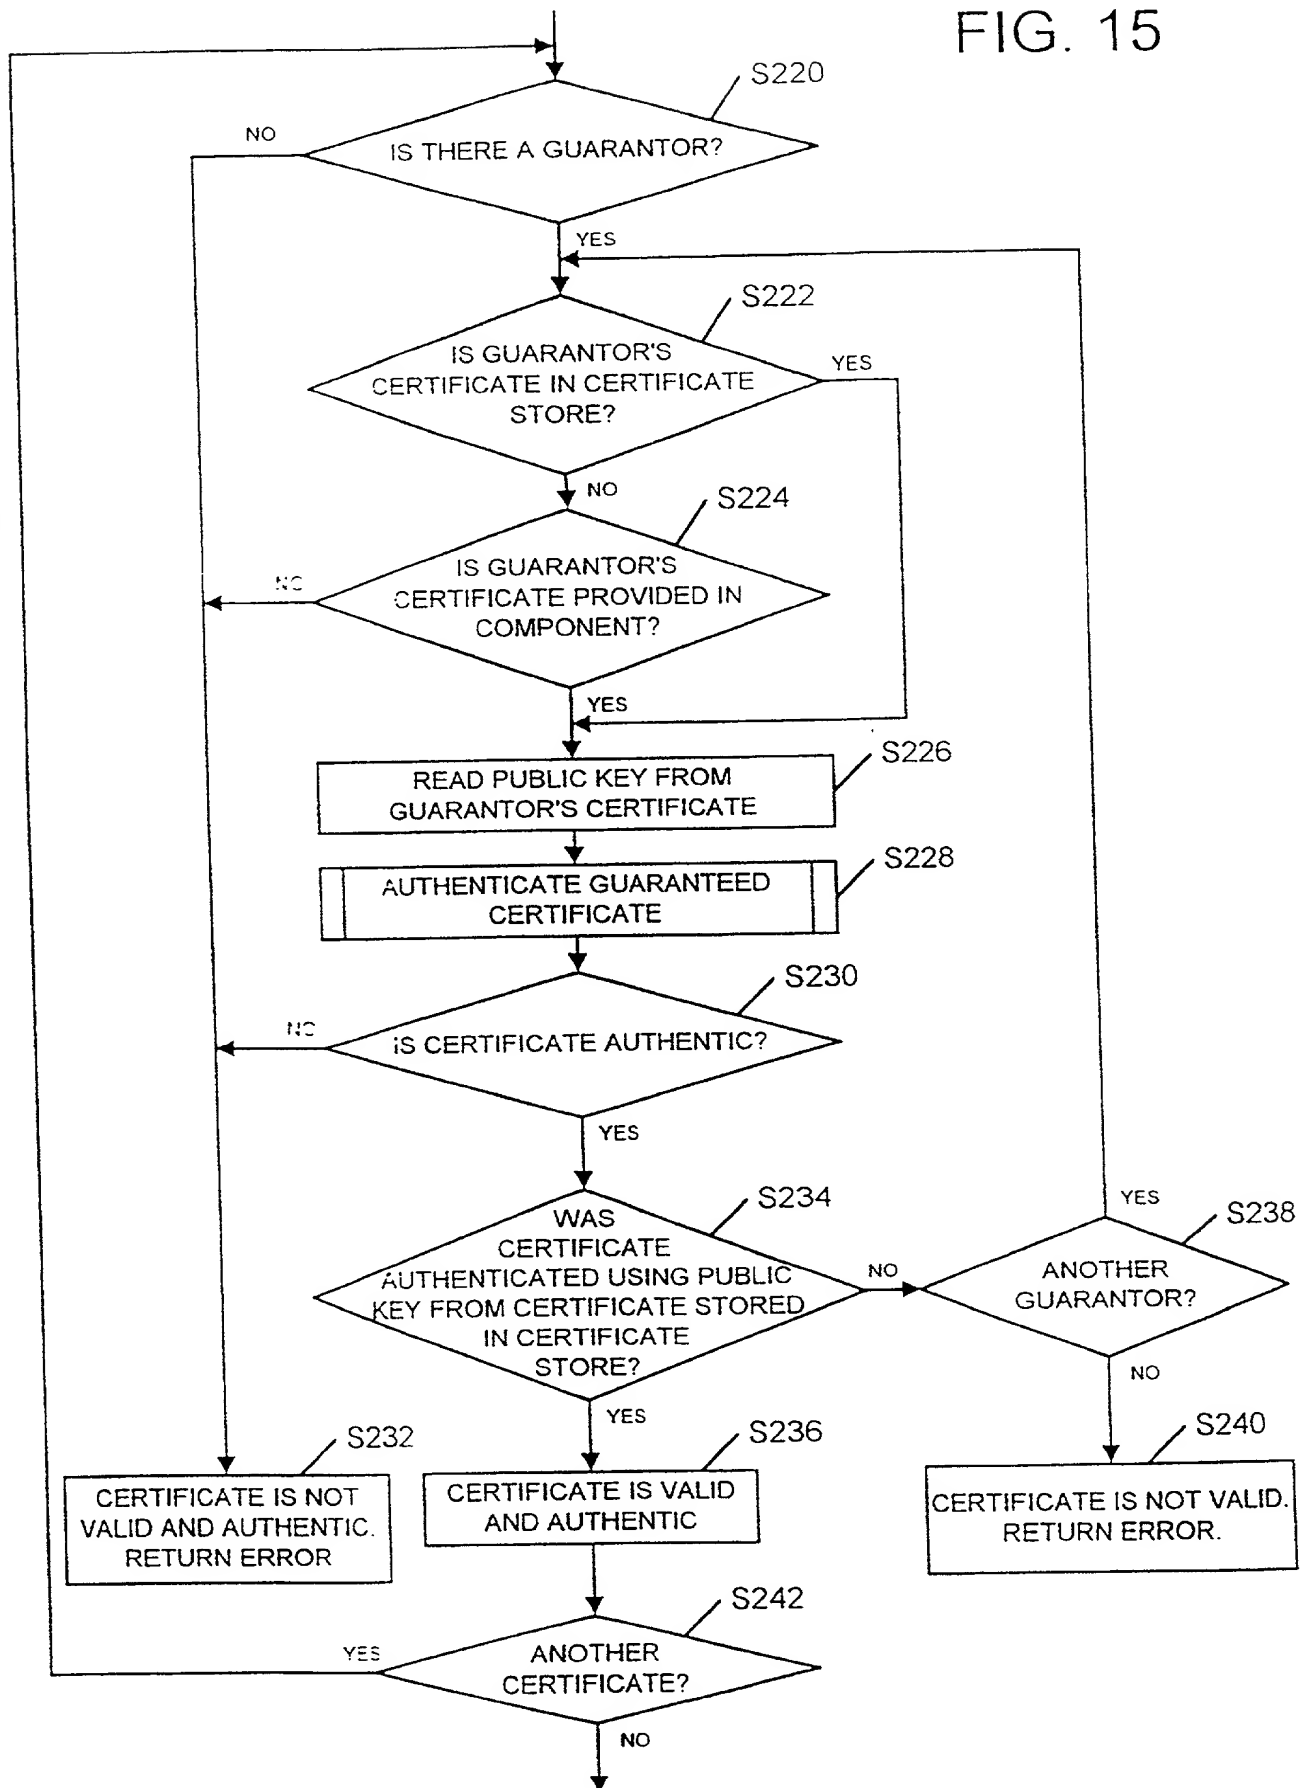 FIG. 15
S220
NO
IS THERE A GUARANTOR?
YES
S222
IS GUARANTOR'S
CERTIFICATE IN CERTIFICATE
STORE?
YES
NO
S224
IS GUARANTOR'S
CERTIFICATE PROVIDED IN
COMPONENT?
NO
YES
S226
READ PUBLIC KEY FROM
GUARANTOR'S CERTIFICATE
S228
AUTHENTICATE GUARANTEED
CERTIFICATE
S230
NO
IS CERTIFICATE AUTHENTIC?
YES
S234
WAS
CERTIFICATE
AUTHENTICATED USING PUBLIC
KEY FROM CERTIFICATE STORED
IN CERTIFICATE
STORE?
NO
YES
S238
ANOTHER
GUARANTOR?
NO
YES
S232
CERTIFICATE IS NOT
VALID AND AUTHENTIC.
RETURN ERROR
S236
CERTIFICATE IS VALID
AND AUTHENTIC
S240
CERTIFICATE IS NOT VALID.
RETURN ERROR.
S242
YES
ANOTHER
CERTIFICATE?
NO